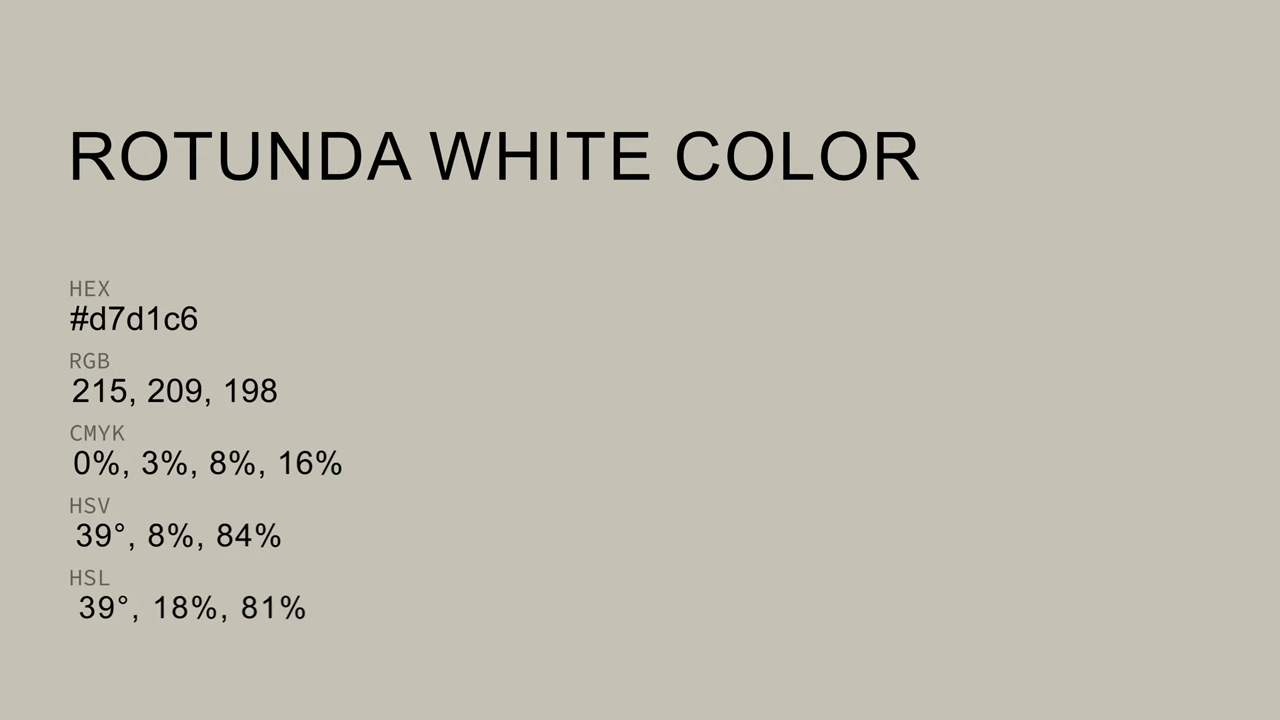 ROTUNDA WHITE COLOR
HEX
#d7d1c6
RGB
215, 209, 198
CMYK
0%, 3%, 8%, 16%
HSV
39°, 8%, 84%
HSL
39°, 18%, 81%